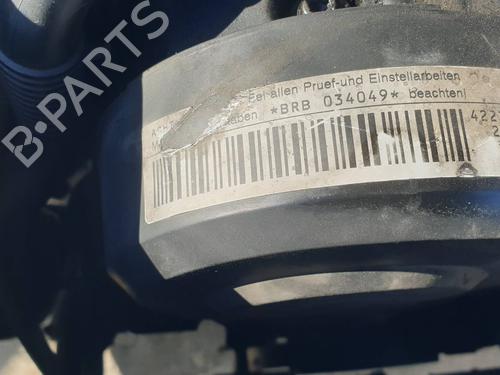 B-PARTS
Bei allen Pruef-und Einstellarbeiten
*BRB 034049* beachten!
422